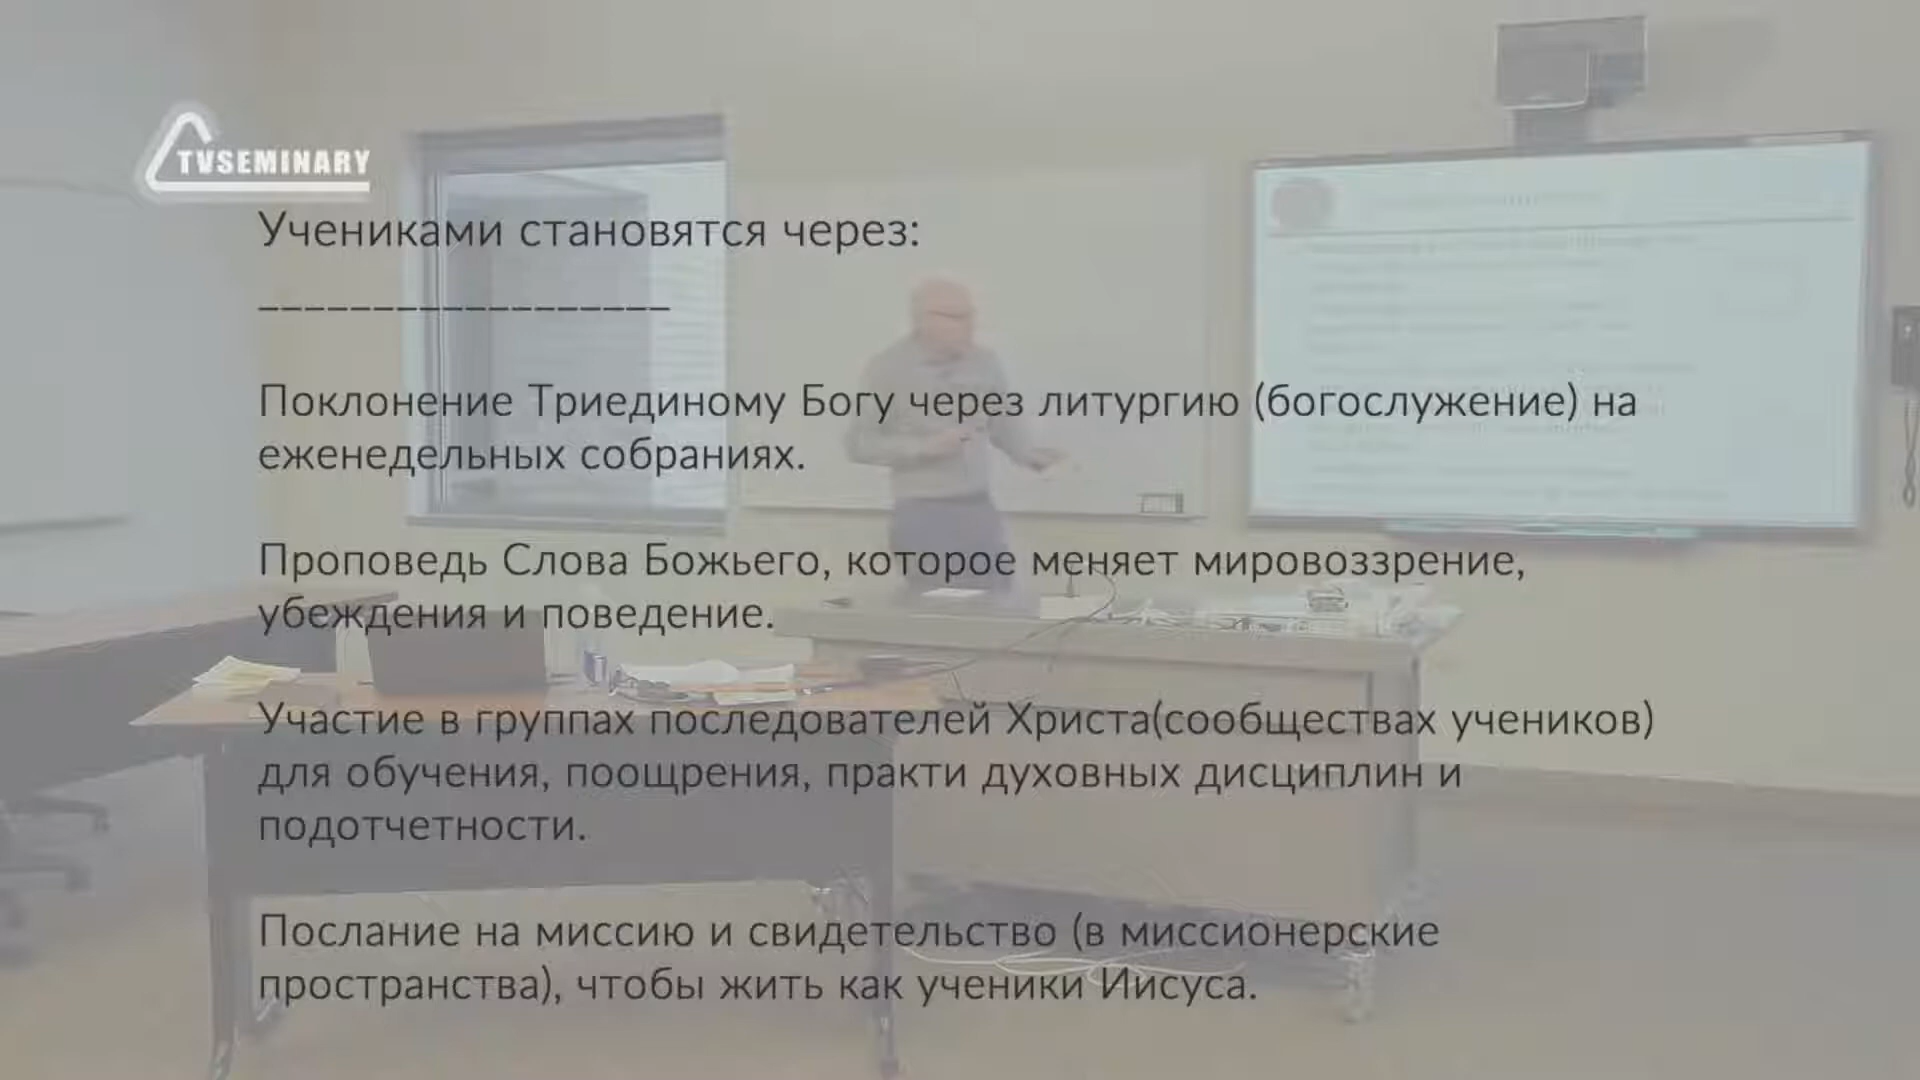 TVSEMINARY
Учениками становятся через:
------------------
Поклонение Триединому Богу через литургию (богослужение) на
еженедельных собраниях.
Проповедь Слова Божьего, которое меняет мировоззрение,
убеждения и поведение.
Участие в группах последователей Христа(сообществах учеников)
для обучения, поощрения, практи духовных дисциплин и
подотчетности.
Послание на миссию и свидетельство (в миссионерские
пространства), чтобы жить как ученики Иисуса.